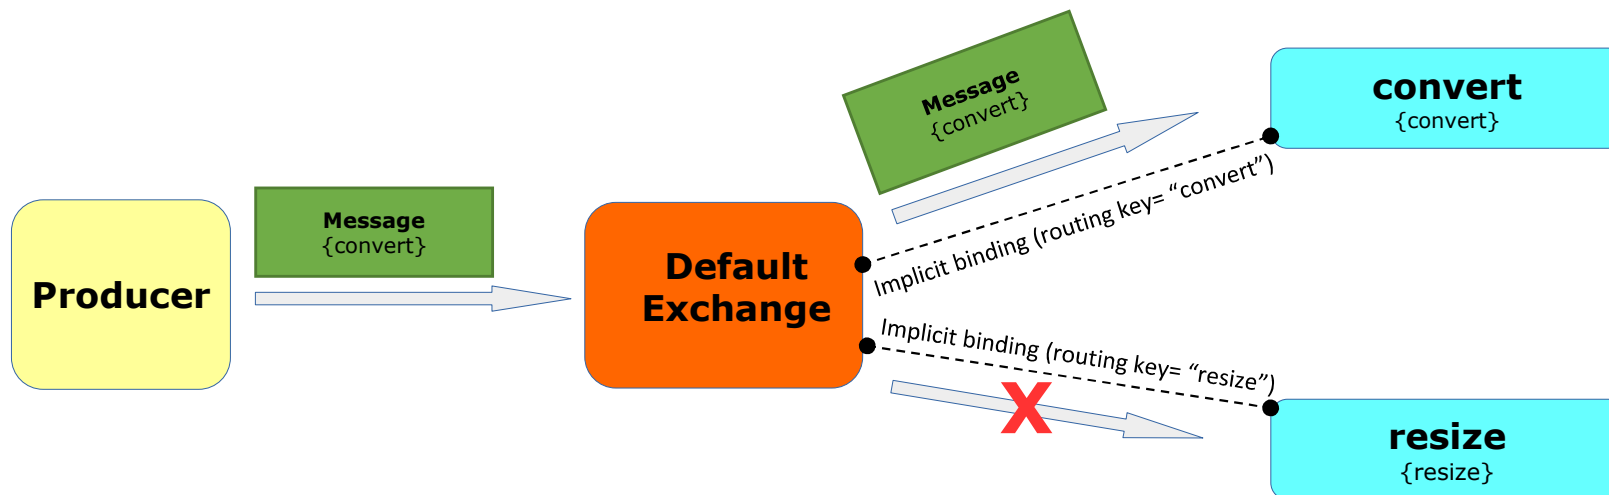 Producer
Message
{convert}
Default
Exchange
Message
{convert}
Implicit binding (routing key= “convert”)
convert
{convert}
Implicit binding (routing key= “resize”)
X
resize
{resize}